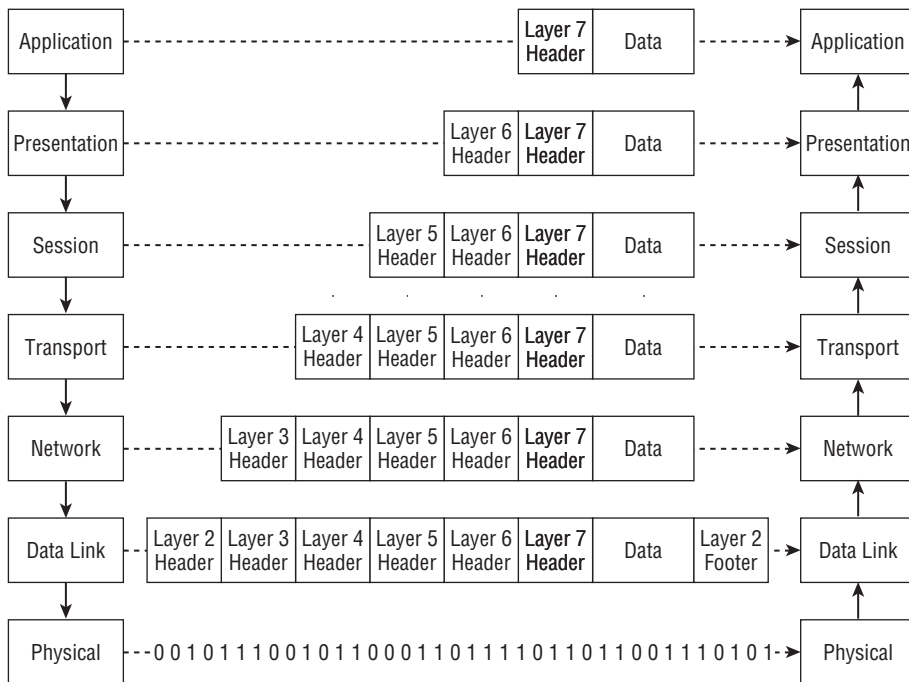 Application
Layer 7
Header
Data
Application
Presentation
Layer 6
Header
Layer 7
Header
Data
Presentation
Session
Layer 5
Header
Layer 6
Header
Layer 7
Header
Data
Session
Transport
Layer 4
Header
Layer 5
Header
Layer 6
Header
Layer 7
Header
Data
Transport
Network
Layer 3
Header
Layer 4
Header
Layer 5
Header
Layer 6
Header
Layer 7
Header
Data
Network
Data Link
Layer 2
Header
Layer 3
Header
Layer 4
Header
Layer 5
Header
Layer 6
Header
Layer 7
Header
Data
Layer 2
Footer
Data Link
Physical
0 0 1 0 1 1 1 0 0 1 0 1 1 0 0 0 1 1 0 1 1 1 1 0 1 1 0 1 1 0 0 1 1 1 0 1 0 1
Physical